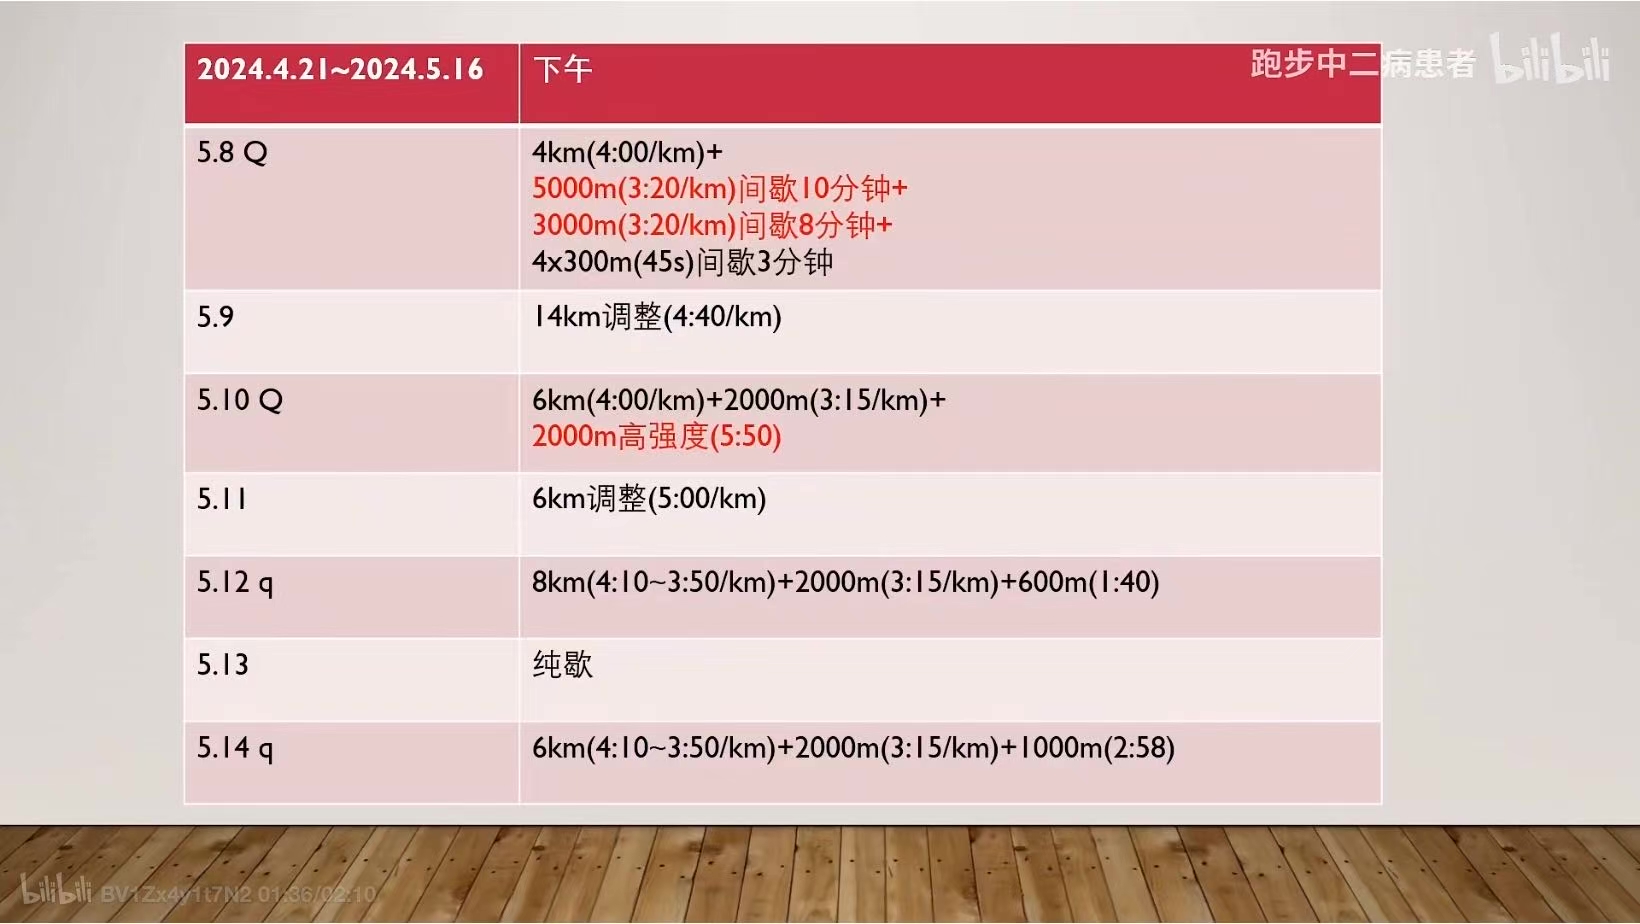 跑步中二病患者 bilibili
2024.4.21~2024.5.16 下午
5.8 Q 4km(4:00/km)+
5000m(3:20/km)间歇10分钟+
3000m(3:20/km)间歇8分钟+
4x300m(45s)间歇3分钟
5.9 14km调整(4:40/km)
5.10 Q 6km(4:00/km)+2000m(3:15/km)+
2000m高强度(5:50)
5.11 6km调整(5:00/km)
5.12 q 8km(4:10~3:50/km)+2000m(3:15/km)+600m(1:40)
5.13 纯歇
5.14 q 6km(4:10~3:50/km)+2000m(3:15/km)+1000m(2:58)
bilibili BV1Zx4y1t7N2 01:36/02:10